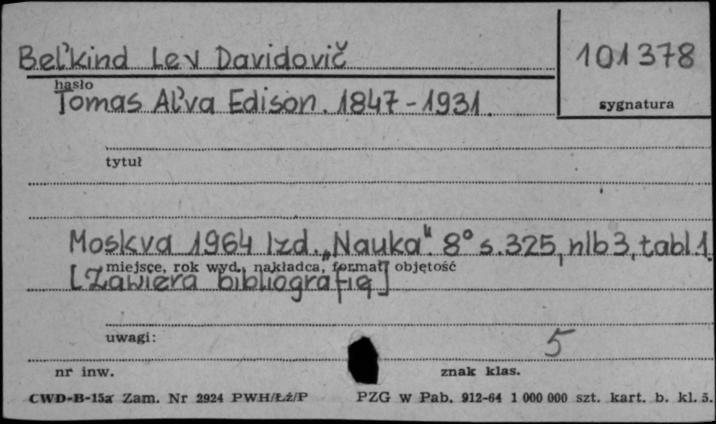 Bel'kind Lev Davidovič
101378
hasło
Tomas Al'va Edison. 1847-1931.
sygnatura
tytuł
Moskva 1964 Izd. „Nauka". 8° s. 325, nlb 3, tabl 1.
miejsce, rok wyd., nakładca, format, objętość
[Zawiera bibliografię]
uwagi:
5
nr inw.
znak klas.
CWD-B-15a Zam. Nr 2924 PWH/Łż/P PZG w Pab. 912-64 1 000 000 szt. kart. b. kl. 5.